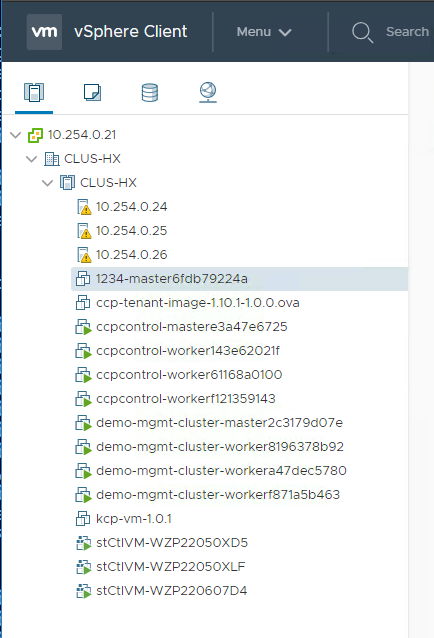 vm vSphere Client Menu Search
10.254.0.21
CLUS-HX
CLUS-HX
10.254.0.24
10.254.0.25
10.254.0.26
1234-master6fdb79224a
ccp-tenant-image-1.10.1-1.0.0.ova
ccpcontrol-mastere3a47e6725
ccpcontrol-worker143e62021f
ccpcontrol-worker61168a0100
ccpcontrol-workerf121359143
demo-mgmt-cluster-master2c3179d07e
demo-mgmt-cluster-worker8196378b92
demo-mgmt-cluster-workera47dec5780
demo-mgmt-cluster-workerf871a5b463
kcp-vm-1.0.1
stCtlVM-WZP22050XD5
stCtlVM-WZP22050XLF
stCtlVM-WZP220607D4